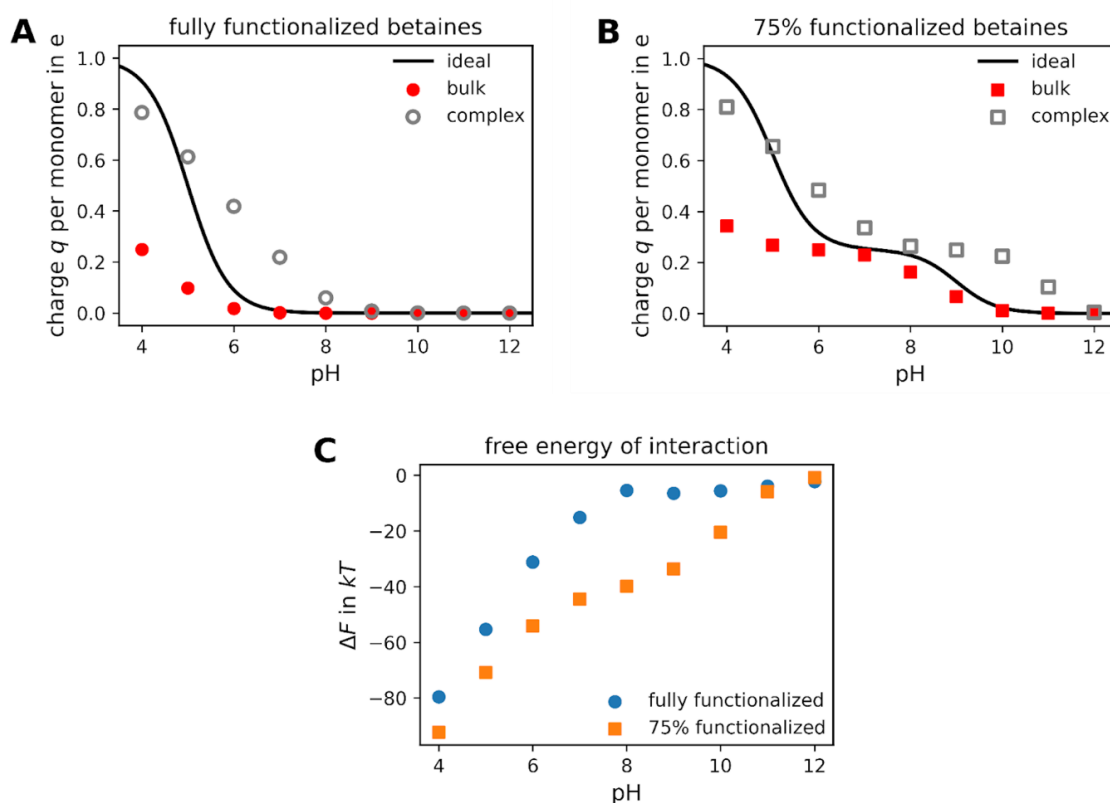 A
fully functionalized betaines
charge q per monomer in e
1.0
0.8
0.6
0.4
0.2
0.0
ideal
bulk
complex
4 6 8 10 12
pH
B
75% functionalized betaines
charge q per monomer in e
1.0
0.8
0.6
0.4
0.2
0.0
ideal
bulk
complex
4 6 8 10 12
pH
C
free energy of interaction
ΔF in kT
0
−20
−40
−60
−80
fully functionalized
75% functionalized
4 6 8 10 12
pH